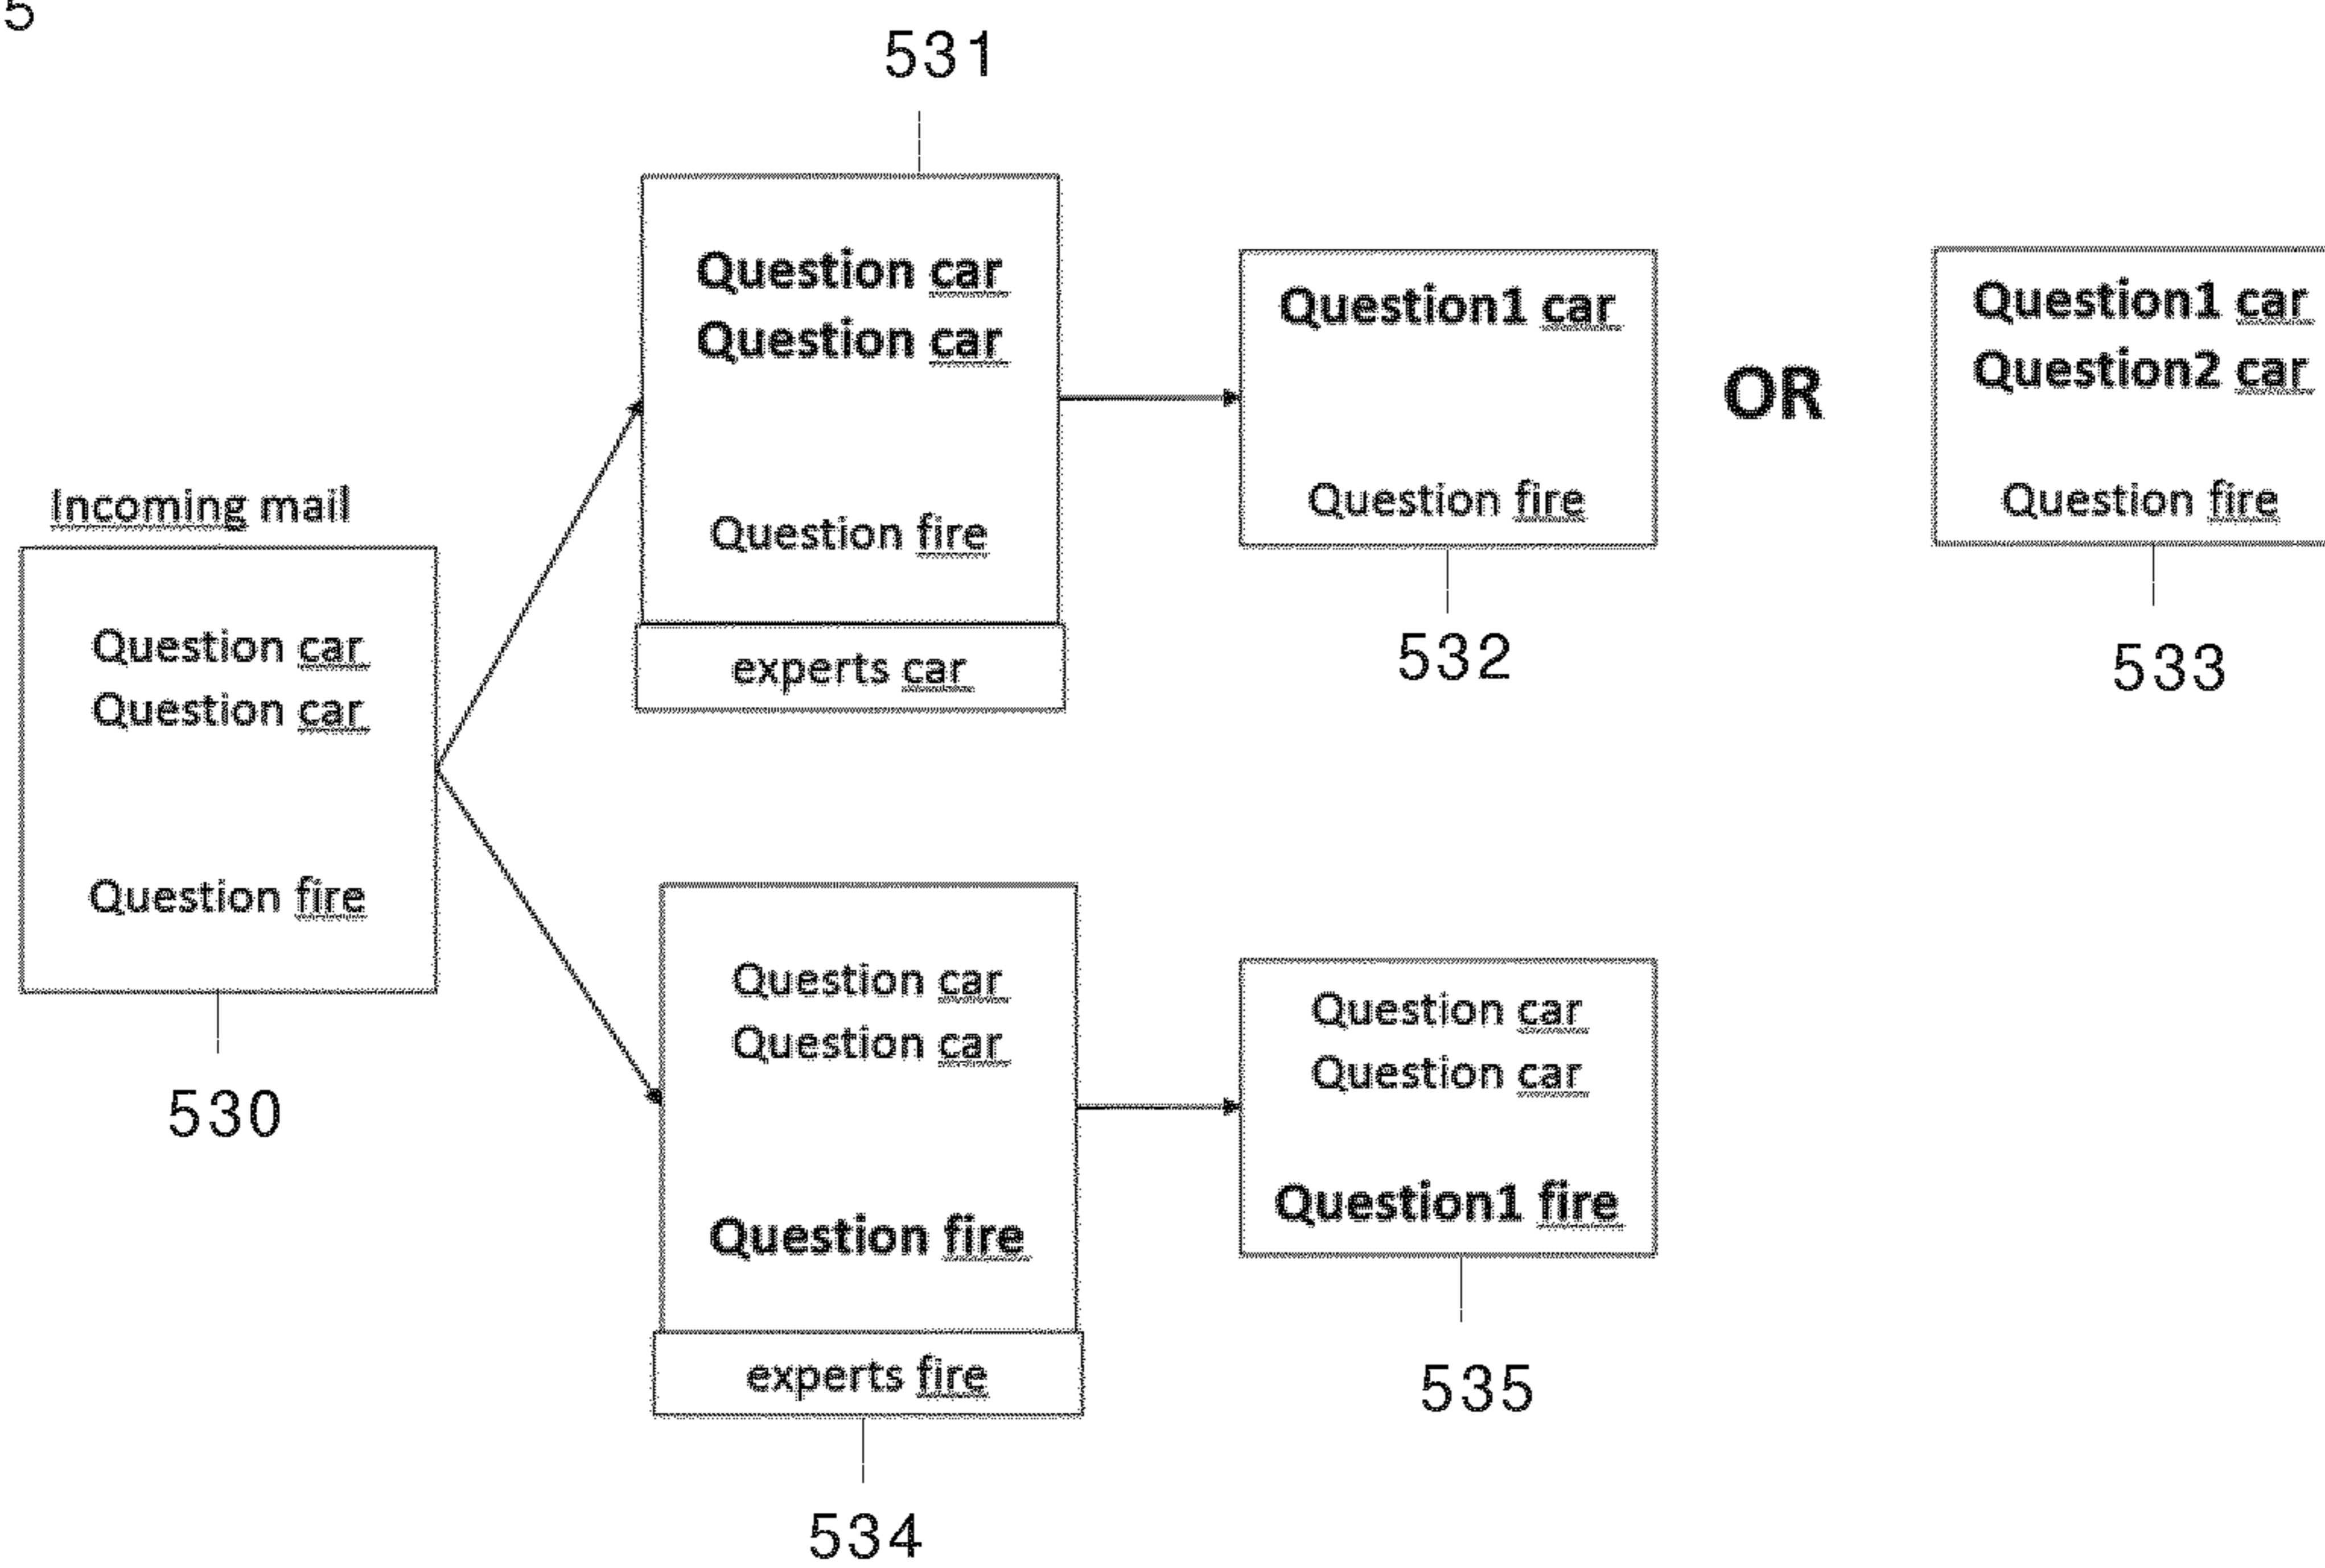 5
531
Question car
Question car
Question fire
experts car
Question1 car
Question fire
532
OR
Question1 car
Question2 car
Question fire
533
Incoming mail
Question car
Question car
Question fire
530
Question car
Question car
Question fire
experts fire
534
Question car
Question car
Question1 fire
535